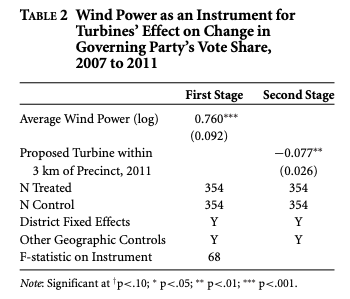 TABLE 2 Wind Power as an Instrument for
Turbines' Effect on Change in
Governing Party's Vote Share,
2007 to 2011
First Stage Second Stage
Average Wind Power (log) 0.760***
(0.092)
Proposed Turbine within −0.077**
3 km of Precinct, 2011 (0.026)
N Treated 354 354
N Control 354 354
District Fixed Effects Y Y
Other Geographic Controls Y Y
F-statistic on Instrument 68
Note: Significant at †p<.10; * p<.05; ** p<.01; *** p<.001.